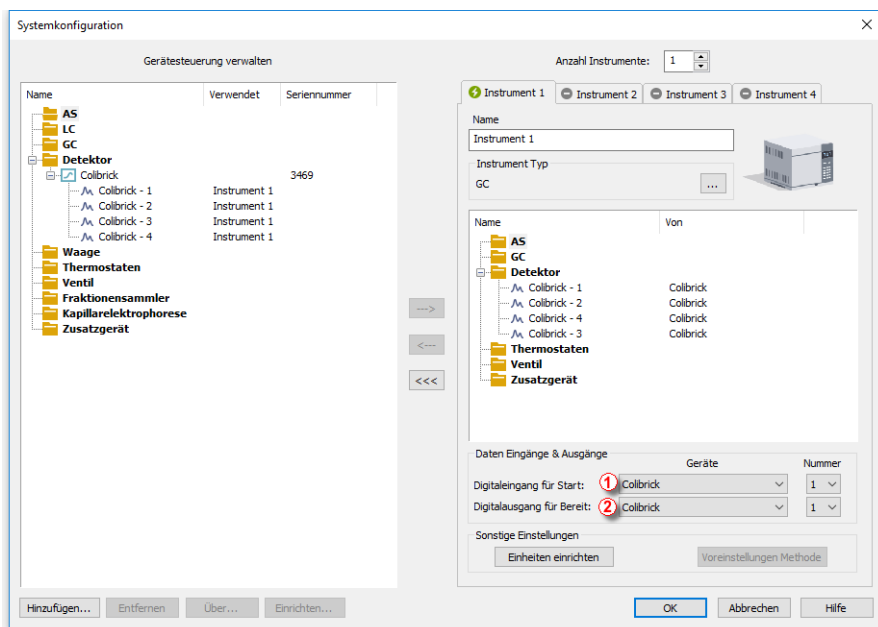 Systemkonfiguration
Gerätesteuerung verwalten
Name Verwendet Seriennummer
AS
LC
GC
Detektor
Colibrick 3469
Colibrick - 1 Instrument 1
Colibrick - 2 Instrument 1
Colibrick - 3 Instrument 1
Colibrick - 4 Instrument 1
Waage
Thermostaten
Ventil
Fraktionensammler
Kapillarelektrophorese
Zusatzgerät
--->
<---
<<<
Anzahl Instrumente: 1
Instrument 1 Instrument 2 Instrument 3 Instrument 4
Name
Instrument 1
Instrument Typ
GC ...
Name Von
AS
GC
Detektor
Colibrick - 1 Colibrick
Colibrick - 2 Colibrick
Colibrick - 4 Colibrick
Colibrick - 3 Colibrick
Thermostaten
Ventil
Zusatzgerät
Daten Eingänge & Ausgänge
Geräte Nummer
Digitaleingang für Start: 1 Colibrick 1
Digitalausgang für Bereit: 2 Colibrick 1
Sonstige Einstellungen
Einheiten einrichten Voreinstellungen Methode
Hinzufügen... Entfernen Über... Einrichten... OK Abbrechen Hilfe